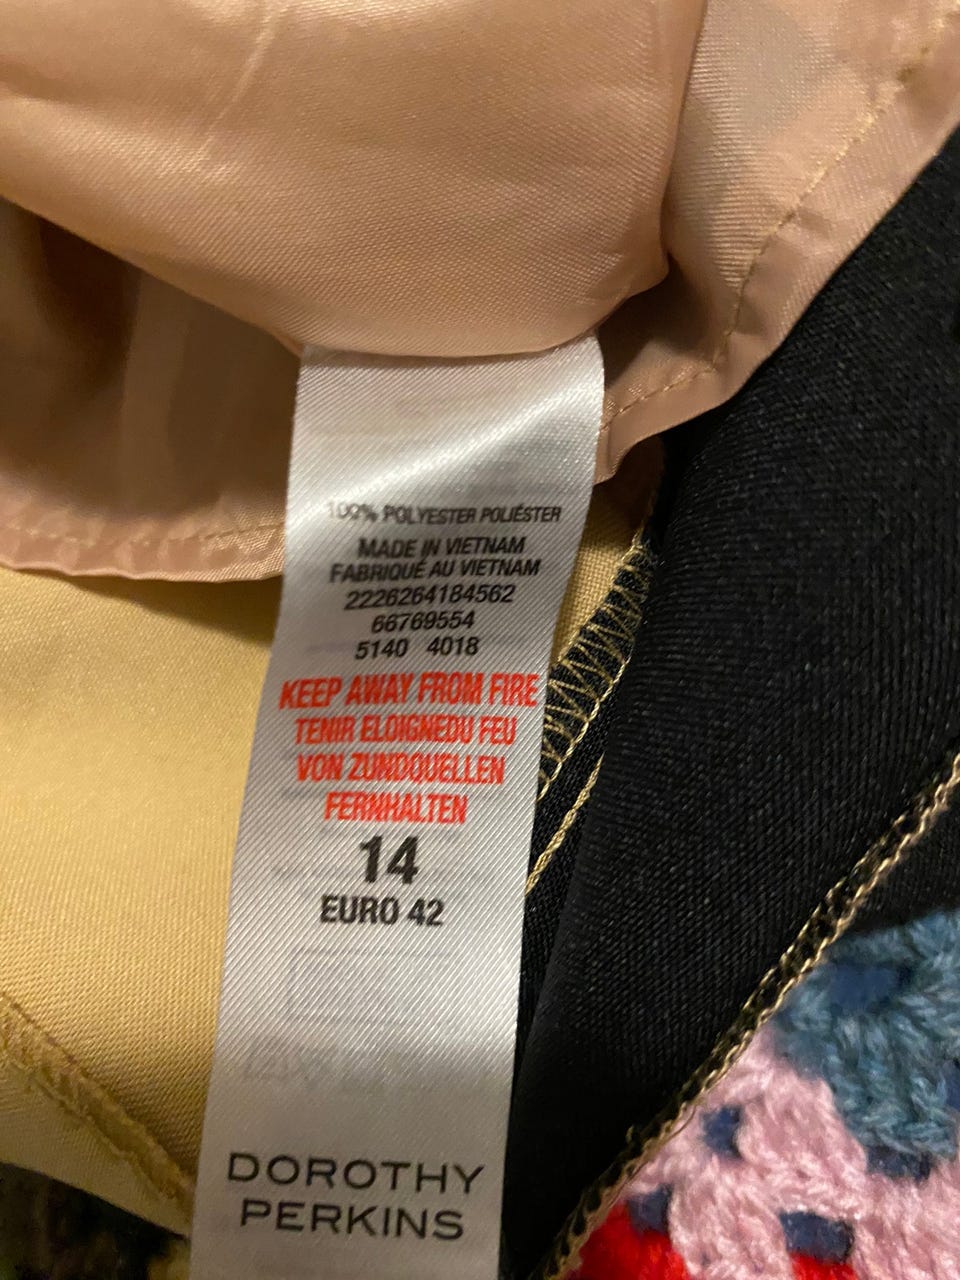 100% POLYESTER POLIÉSTER
MADE IN VIETNAM
FABRIQUÉ AU VIETNAM
2226264184562
66769554
5140 4018
KEEP AWAY FROM FIRE
TENIR ELOIGNEDU FEU
VON ZUNDQUELLEN
FERNHALTEN
14
EURO 42
DOROTHY
PERKINS